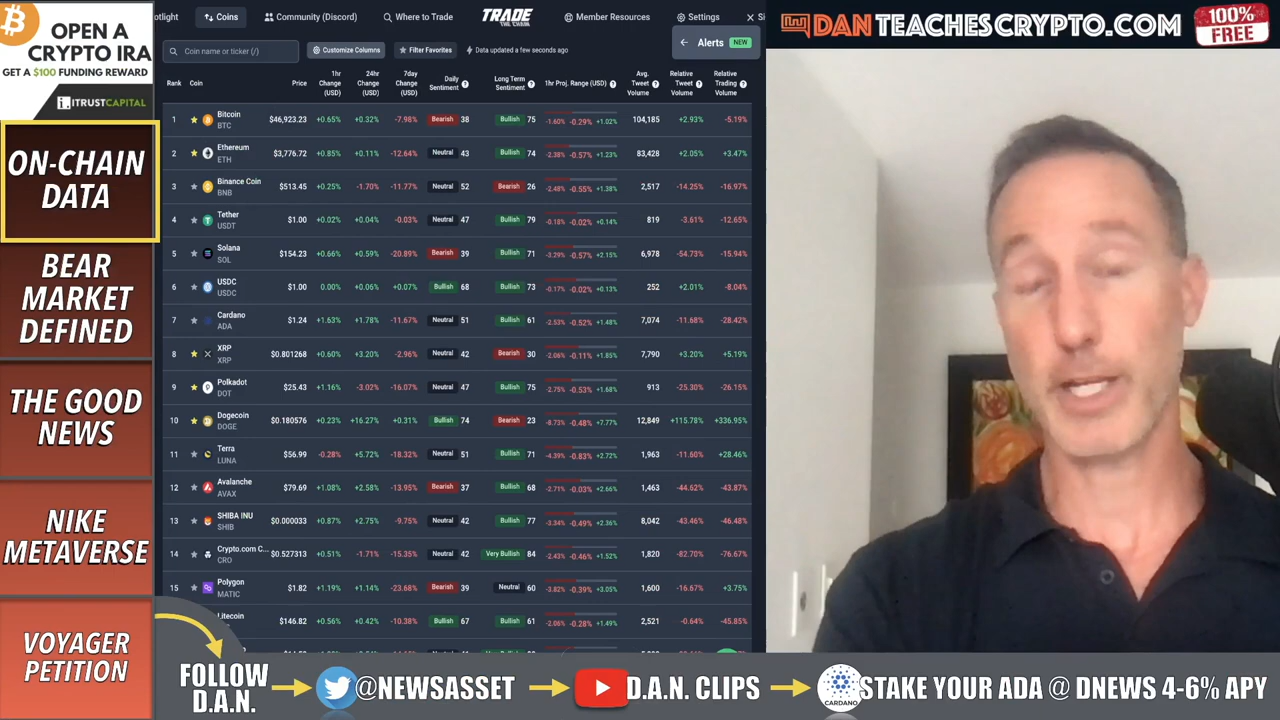 OPEN A
CRYPTO IRA
GET A $100 FUNDING REWARD
ITRUSTCAPITAL
ON-CHAIN
DATA
BEAR
MARKET
DEFINED
THE GOOD
NEWS
NIKE
METAVERSE
VOYAGER
PETITION
otlight Coins Community (Discord) Where to Trade TRADE THE CHAIN Member Resources Setti Si
Coin name or ticker (/) Customize Columns Filter Favorites Data updated a few seconds ago Alerts NEW
Rank Coin Price 1hr Change (USD) 24hr Change (USD) 7day Change (USD) Daily Sentiment Long Term Sentiment 1hr Proj. Range (USD) Avg. Tweet Volume Relative Tweet Volume Relative Trading Volume
1 Bitcoin BTC $46,923.23 +0.65% +0.32% -7.98% Bearish 38 Bullish 75 -1.60% -0.29% +1.02% 104,185 +2.93% -5.19%
2 Ethereum ETH $3,776.72 +0.85% +0.11% -12.64% Neutral 43 Bullish 74 -2.38% -0.57% +1.23% 83,428 +2.05% +3.47%
3 Binance Coin BNB $513.45 +0.25% -1.70% -11.77% Neutral 52 Bearish 26 -2.48% -0.55% +1.38% 2,517 -14.25% -16.97%
4 Tether USDT $1.00 +0.02% +0.04% -0.03% Neutral 47 Bullish 79 -0.18% -0.02% +0.14% 819 -3.61% -12.65%
5 Solana SOL $154.23 +0.66% +0.59% -20.89% Bearish 39 Bullish 71 -3.29% -0.57% +2.15% 6,978 -54.73% -15.94%
6 USDC USDC $1.00 0.00% +0.06% +0.07% Bullish 68 Bullish 73 -0.17% -0.02% +0.13% 252 +2.01% -8.04%
7 Cardano ADA $1.24 +1.63% +1.78% -11.67% Neutral 51 Bullish 61 -2.53% -0.52% +1.48% 7,074 -11.68% -28.42%
8 XRP XRP $0.801268 +0.60% +3.20% -2.96% Neutral 42 Bearish 30 -2.06% -0.11% +1.85% 7,790 +3.20% +5.19%
9 Polkadot DOT $25.43 +1.16% -3.02% -16.07% Neutral 47 Bullish 75 -2.75% -0.53% +1.68% 913 -25.30% -26.15%
10 Dogecoin DOGE $0.180576 +0.23% +16.27% +0.31% Bullish 74 Bearish 23 -8.73% -0.48% +7.77% 12,849 +115.78% +336.95%
11 Terra LUNA $56.99 -0.28% +5.72% -18.32% Neutral 51 Bullish 71 -4.39% -0.83% +2.72% 1,963 -11.60% +28.46%
12 Avalanche AVAX $79.69 +1.08% +2.58% -13.95% Bearish 37 Bullish 68 -2.71% -0.03% +2.66% 1,463 -44.62% -43.87%
13 SHIBA INU SHIB $0.000033 +0.87% +2.75% -9.75% Neutral 42 Bullish 77 -3.34% -0.49% +2.36% 8,042 -43.46% -46.48%
14 Crypto.com C... CRO $0.527313 +0.51% -1.71% -15.35% Neutral 42 Very Bullish 84 -2.43% -0.46% +1.52% 1,820 -82.70% -76.67%
15 Polygon MATIC $1.82 +1.19% +1.14% -23.68% Bearish 39 Neutral 60 -3.82% -0.39% +3.05% 1,600 -16.67% +3.75%
Litecoin $146.82 +0.56% +0.42% -10.38% Bullish 67 Bullish 61 -2.06% -0.28% +1.49% 2,521 -0.64% -45.85%
DAN TEACHESCRYPTO.COM
100% FREE
FOLLOW
D.A.N.
@NEWSASSET D.A.N. CLIPS CARDANO STAKE YOUR ADA @ DNEWS 4-6% APY